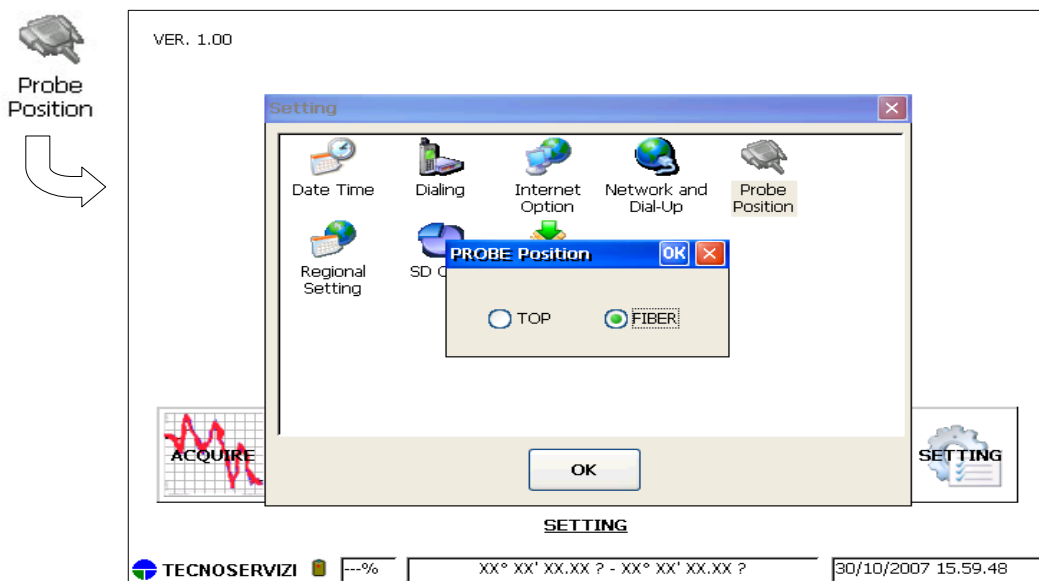 Probe
Position
VER. 1.00
Setting
Date Time
Dialing
Internet
Option
Network and
Dial-Up
Probe
Position
Regional
Setting
SD C
PROBE Position OK
TOP FIBER
ACQUIRE
SETTING
OK
SETTING
TECNOSERVIZI ---% XX° XX' XX.XX ? - XX° XX' XX.XX ? 30/10/2007 15.59.48